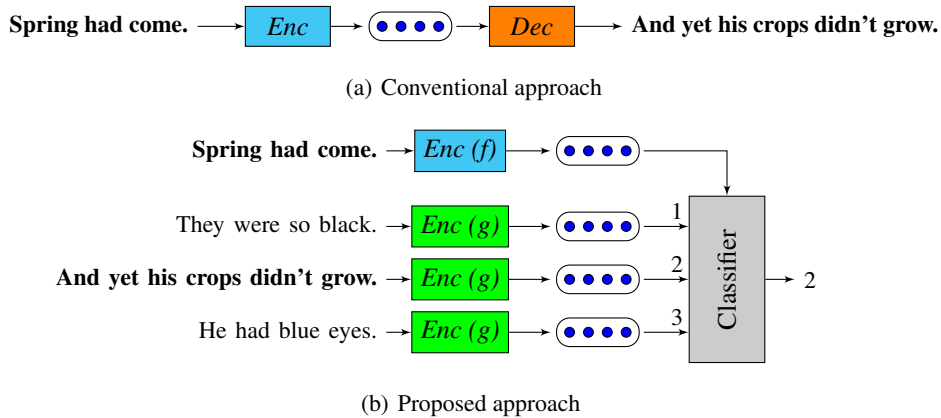 Spring had come. Enc Dec And yet his crops didn't grow.
(a) Conventional approach
Spring had come. Enc (f)
They were so black. Enc (g) 1
And yet his crops didn't grow. Enc (g) 2 Classifier 2
He had blue eyes. Enc (g) 3
(b) Proposed approach